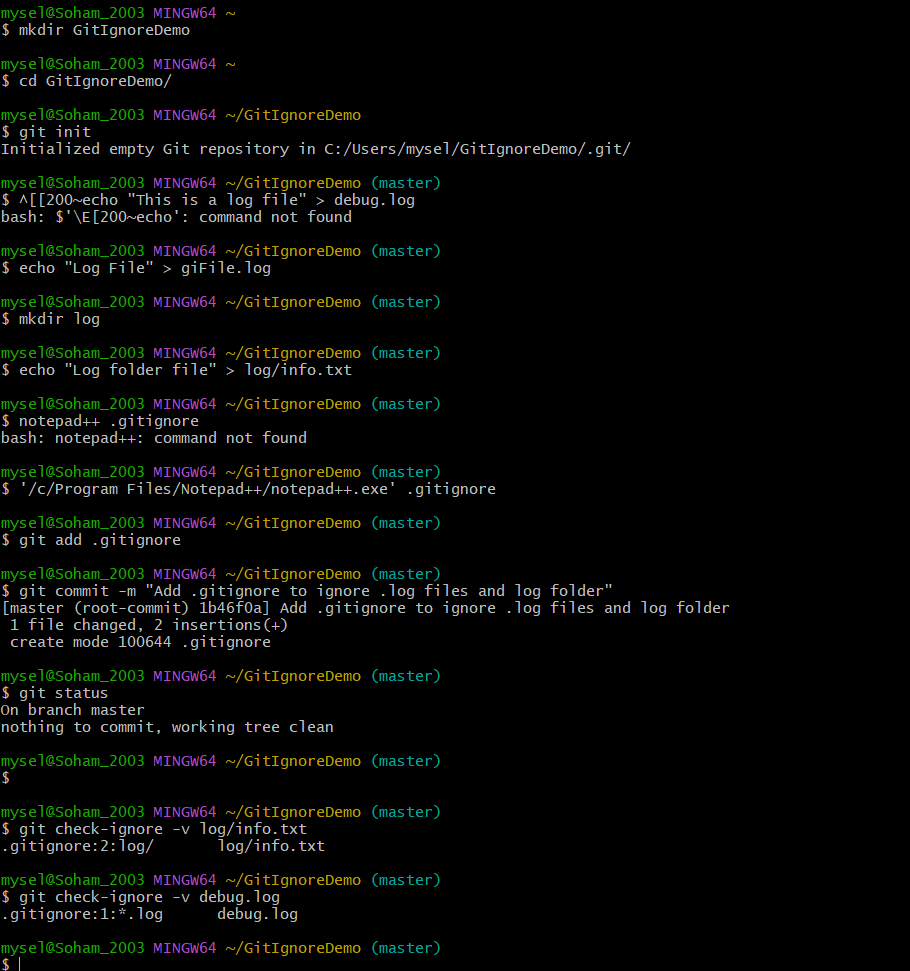 mysel@Soham_2003 MINGW64 ~
$ mkdir GitIgnoreDemo
mysel@Soham_2003 MINGW64 ~
$ cd GitIgnoreDemo/
mysel@Soham_2003 MINGW64 ~/GitIgnoreDemo
$ git init
Initialized empty Git repository in C:/Users/mysel/GitIgnoreDemo/.git/
mysel@Soham_2003 MINGW64 ~/GitIgnoreDemo (master)
$ ^[[200~echo "This is a log file" > debug.log
bash: $'\E[200~echo': command not found
mysel@Soham_2003 MINGW64 ~/GitIgnoreDemo (master)
$ echo "Log File" > giFile.log
mysel@Soham_2003 MINGW64 ~/GitIgnoreDemo (master)
$ mkdir log
mysel@Soham_2003 MINGW64 ~/GitIgnoreDemo (master)
$ echo "Log folder file" > log/info.txt
mysel@Soham_2003 MINGW64 ~/GitIgnoreDemo (master)
$ notepad++ .gitignore
bash: notepad++: command not found
mysel@Soham_2003 MINGW64 ~/GitIgnoreDemo (master)
$ '/c/Program Files/Notepad++/notepad++.exe' .gitignore
mysel@Soham_2003 MINGW64 ~/GitIgnoreDemo (master)
$ git add .gitignore
mysel@Soham_2003 MINGW64 ~/GitIgnoreDemo (master)
$ git commit -m "Add .gitignore to ignore .log files and log folder"
[master (root-commit) 1b46f0a] Add .gitignore to ignore .log files and log folder
 1 file changed, 2 insertions(+)
 create mode 100644 .gitignore
mysel@Soham_2003 MINGW64 ~/GitIgnoreDemo (master)
$ git status
On branch master
nothing to commit, working tree clean
mysel@Soham_2003 MINGW64 ~/GitIgnoreDemo (master)
$
mysel@Soham_2003 MINGW64 ~/GitIgnoreDemo (master)
$ git check-ignore -v log/info.txt
.gitignore:2:log/       log/info.txt
mysel@Soham_2003 MINGW64 ~/GitIgnoreDemo (master)
$ git check-ignore -v debug.log
.gitignore:1:*.log      debug.log
mysel@Soham_2003 MINGW64 ~/GitIgnoreDemo (master)
$